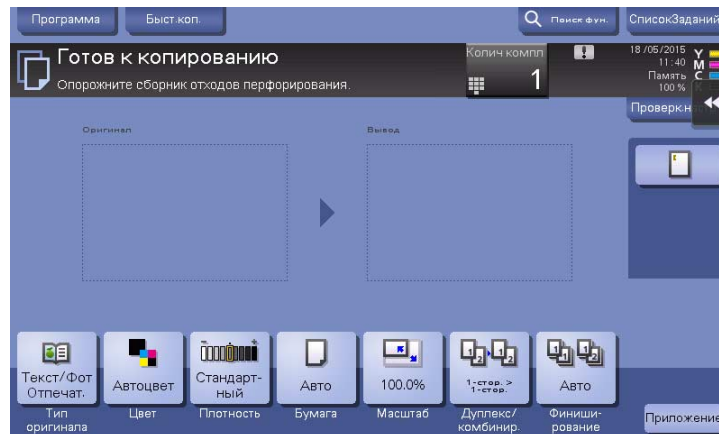 Программа
Быст.коп.
Поиск фун.
СписокЗаданий
Готов к копированию
Опорожните сборник отходов перфорирования.
Колич компл
1
18/05/2015
11:40
Память
100 %
Y
M
C
K
Проверк.н
Оригинал
Вывод
Текст/Фот
Отпечат.
Автоцвет
Стандарт-
ный
Авто
100.0%
1-стор. >
1-стор.
Авто
Тип
оригинала
Цвет
Плотность
Бумага
Масштаб
Дуплекс/
комбинир.
Финиши-
рование
Приложение